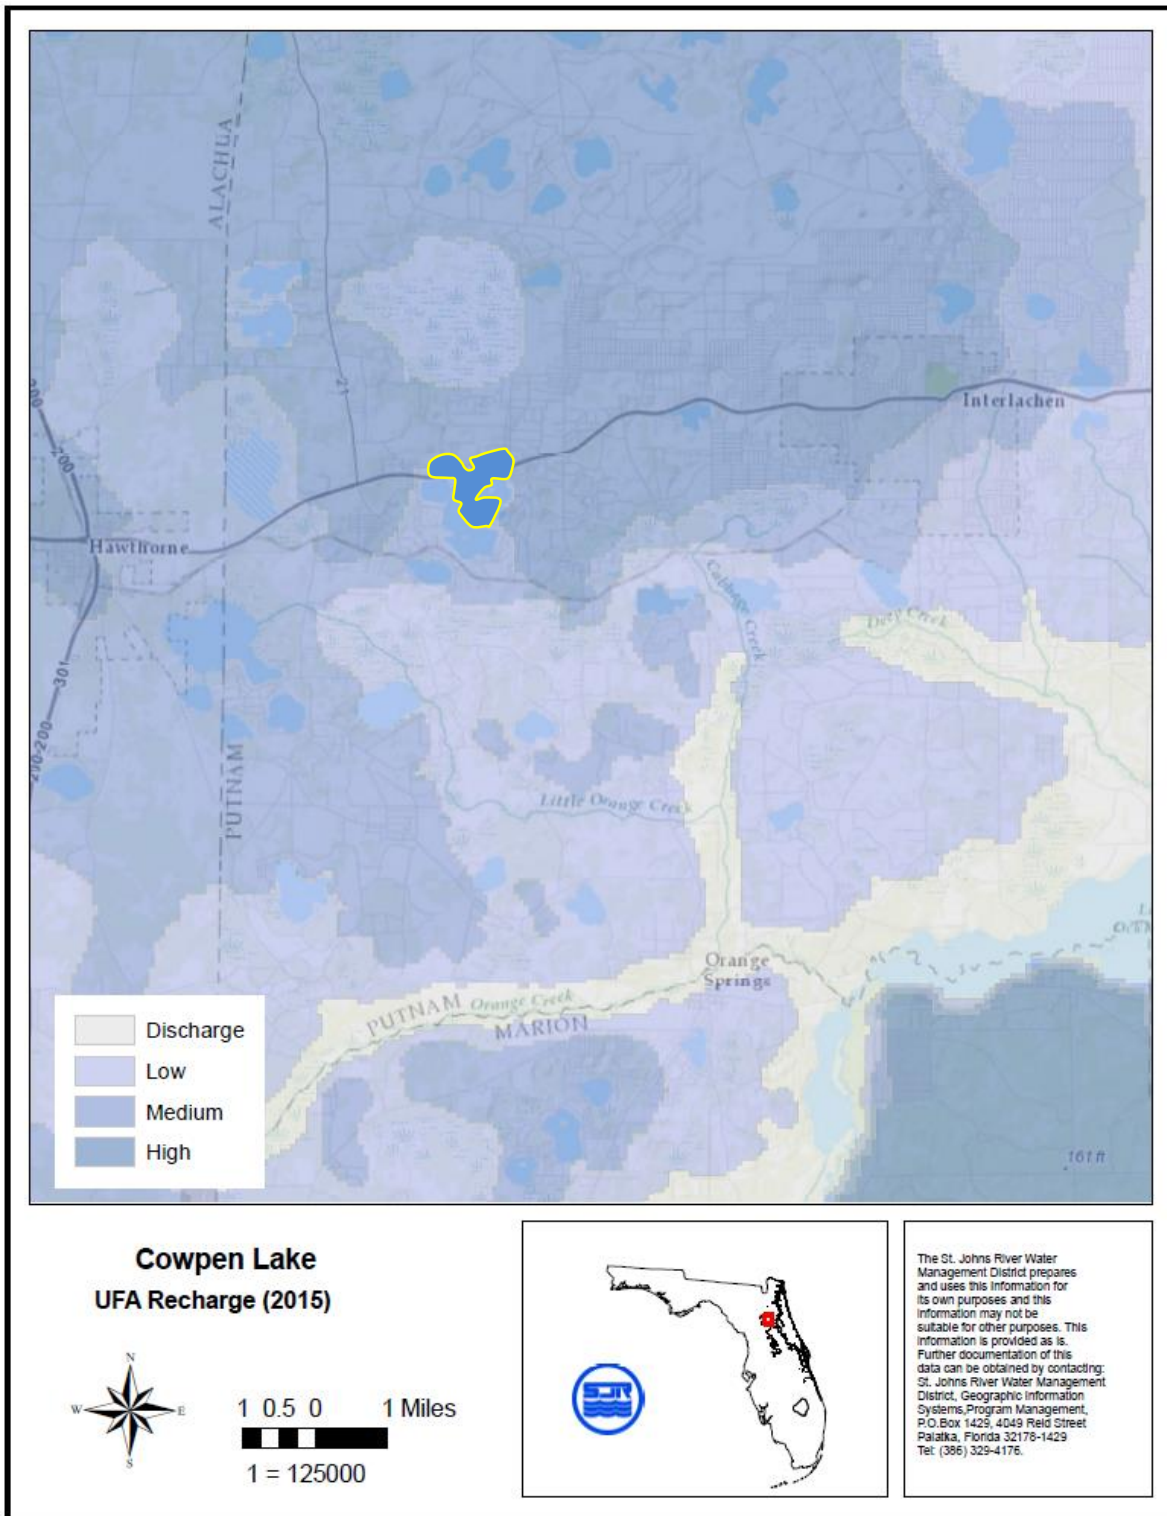 ALACHUA
21
200
200
Interlachen
Hawthorne
Cabbage Creek
Deep Creek
301
200-200
PUTNAM
Little Orange Creek
Orange
Springs
PUTNAM
Orange Creek
MARION
161 ft
Discharge
Low
Medium
High
Cowpen Lake
UFA Recharge (2015)
N
W
E
S
1 0.5 0 1 Miles
1 = 125000
SJR
The St. Johns River Water
Management District prepares
and uses this information for
its own purposes and this
information may not be
suitable for other purposes. This
information is provided as is.
Further documentation of this
data can be obtained by contacting:
St. Johns River Water Management
District, Geographic Information
Systems,Program Management,
P.O.Box 1429, 4049 Reid Street
Palatka, Florida 32178-1429
Tel: (386) 329-4176.